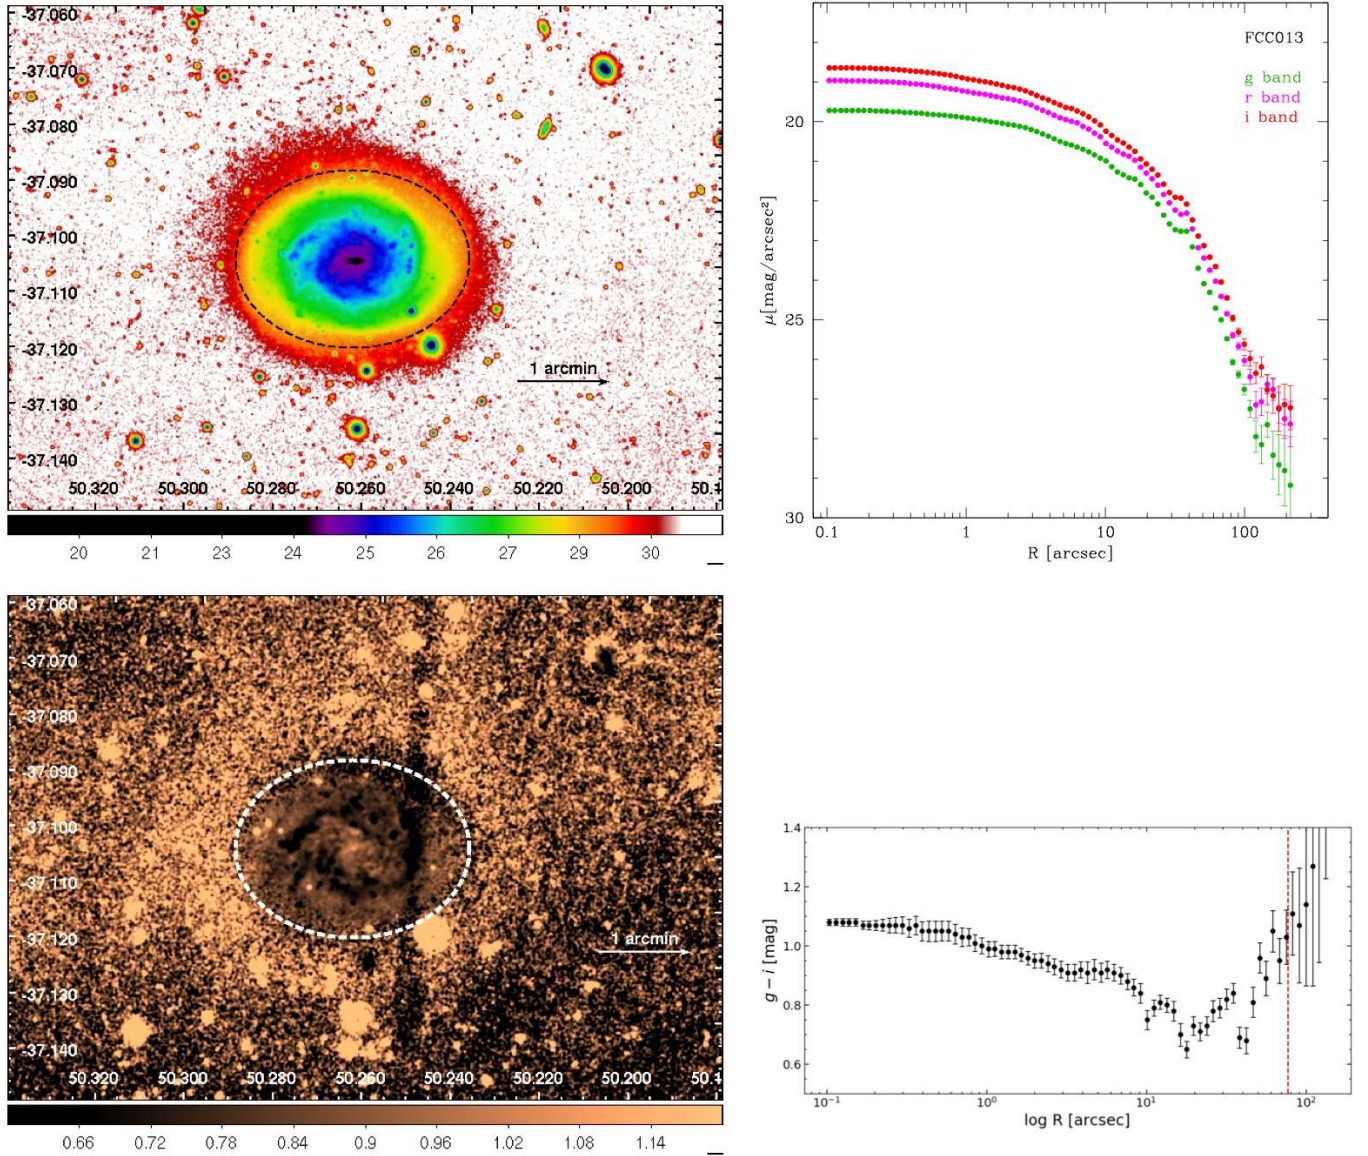 -37.060
-37.070
-37.080
-37.090
-37.100
-37.110
-37.120
-37.130
-37.140
1 arcmin
50.320 50.300 50.280 50.260 50.240 50.220 50.200 50.1
20 21 23 24 25 26 27 29 30
FCC013
g band
r band
i band
20
25
30
μ[mag/arcsec²]
0.1 1 10 100
R [arcsec]
-37.060
-37.070
-37.080
-37.090
-37.100
-37.110
-37.120
-37.130
-37.140
1 arcmin
50.320 50.300 50.280 50.260 50.240 50.220 50.200 50.1
0.66 0.72 0.78 0.84 0.9 0.96 1.02 1.08 1.14
1.4
1.2
1.0
0.8
0.6
g − i [mag]
10⁻¹ 10⁰ 10¹ 10²
log R [arcsec]